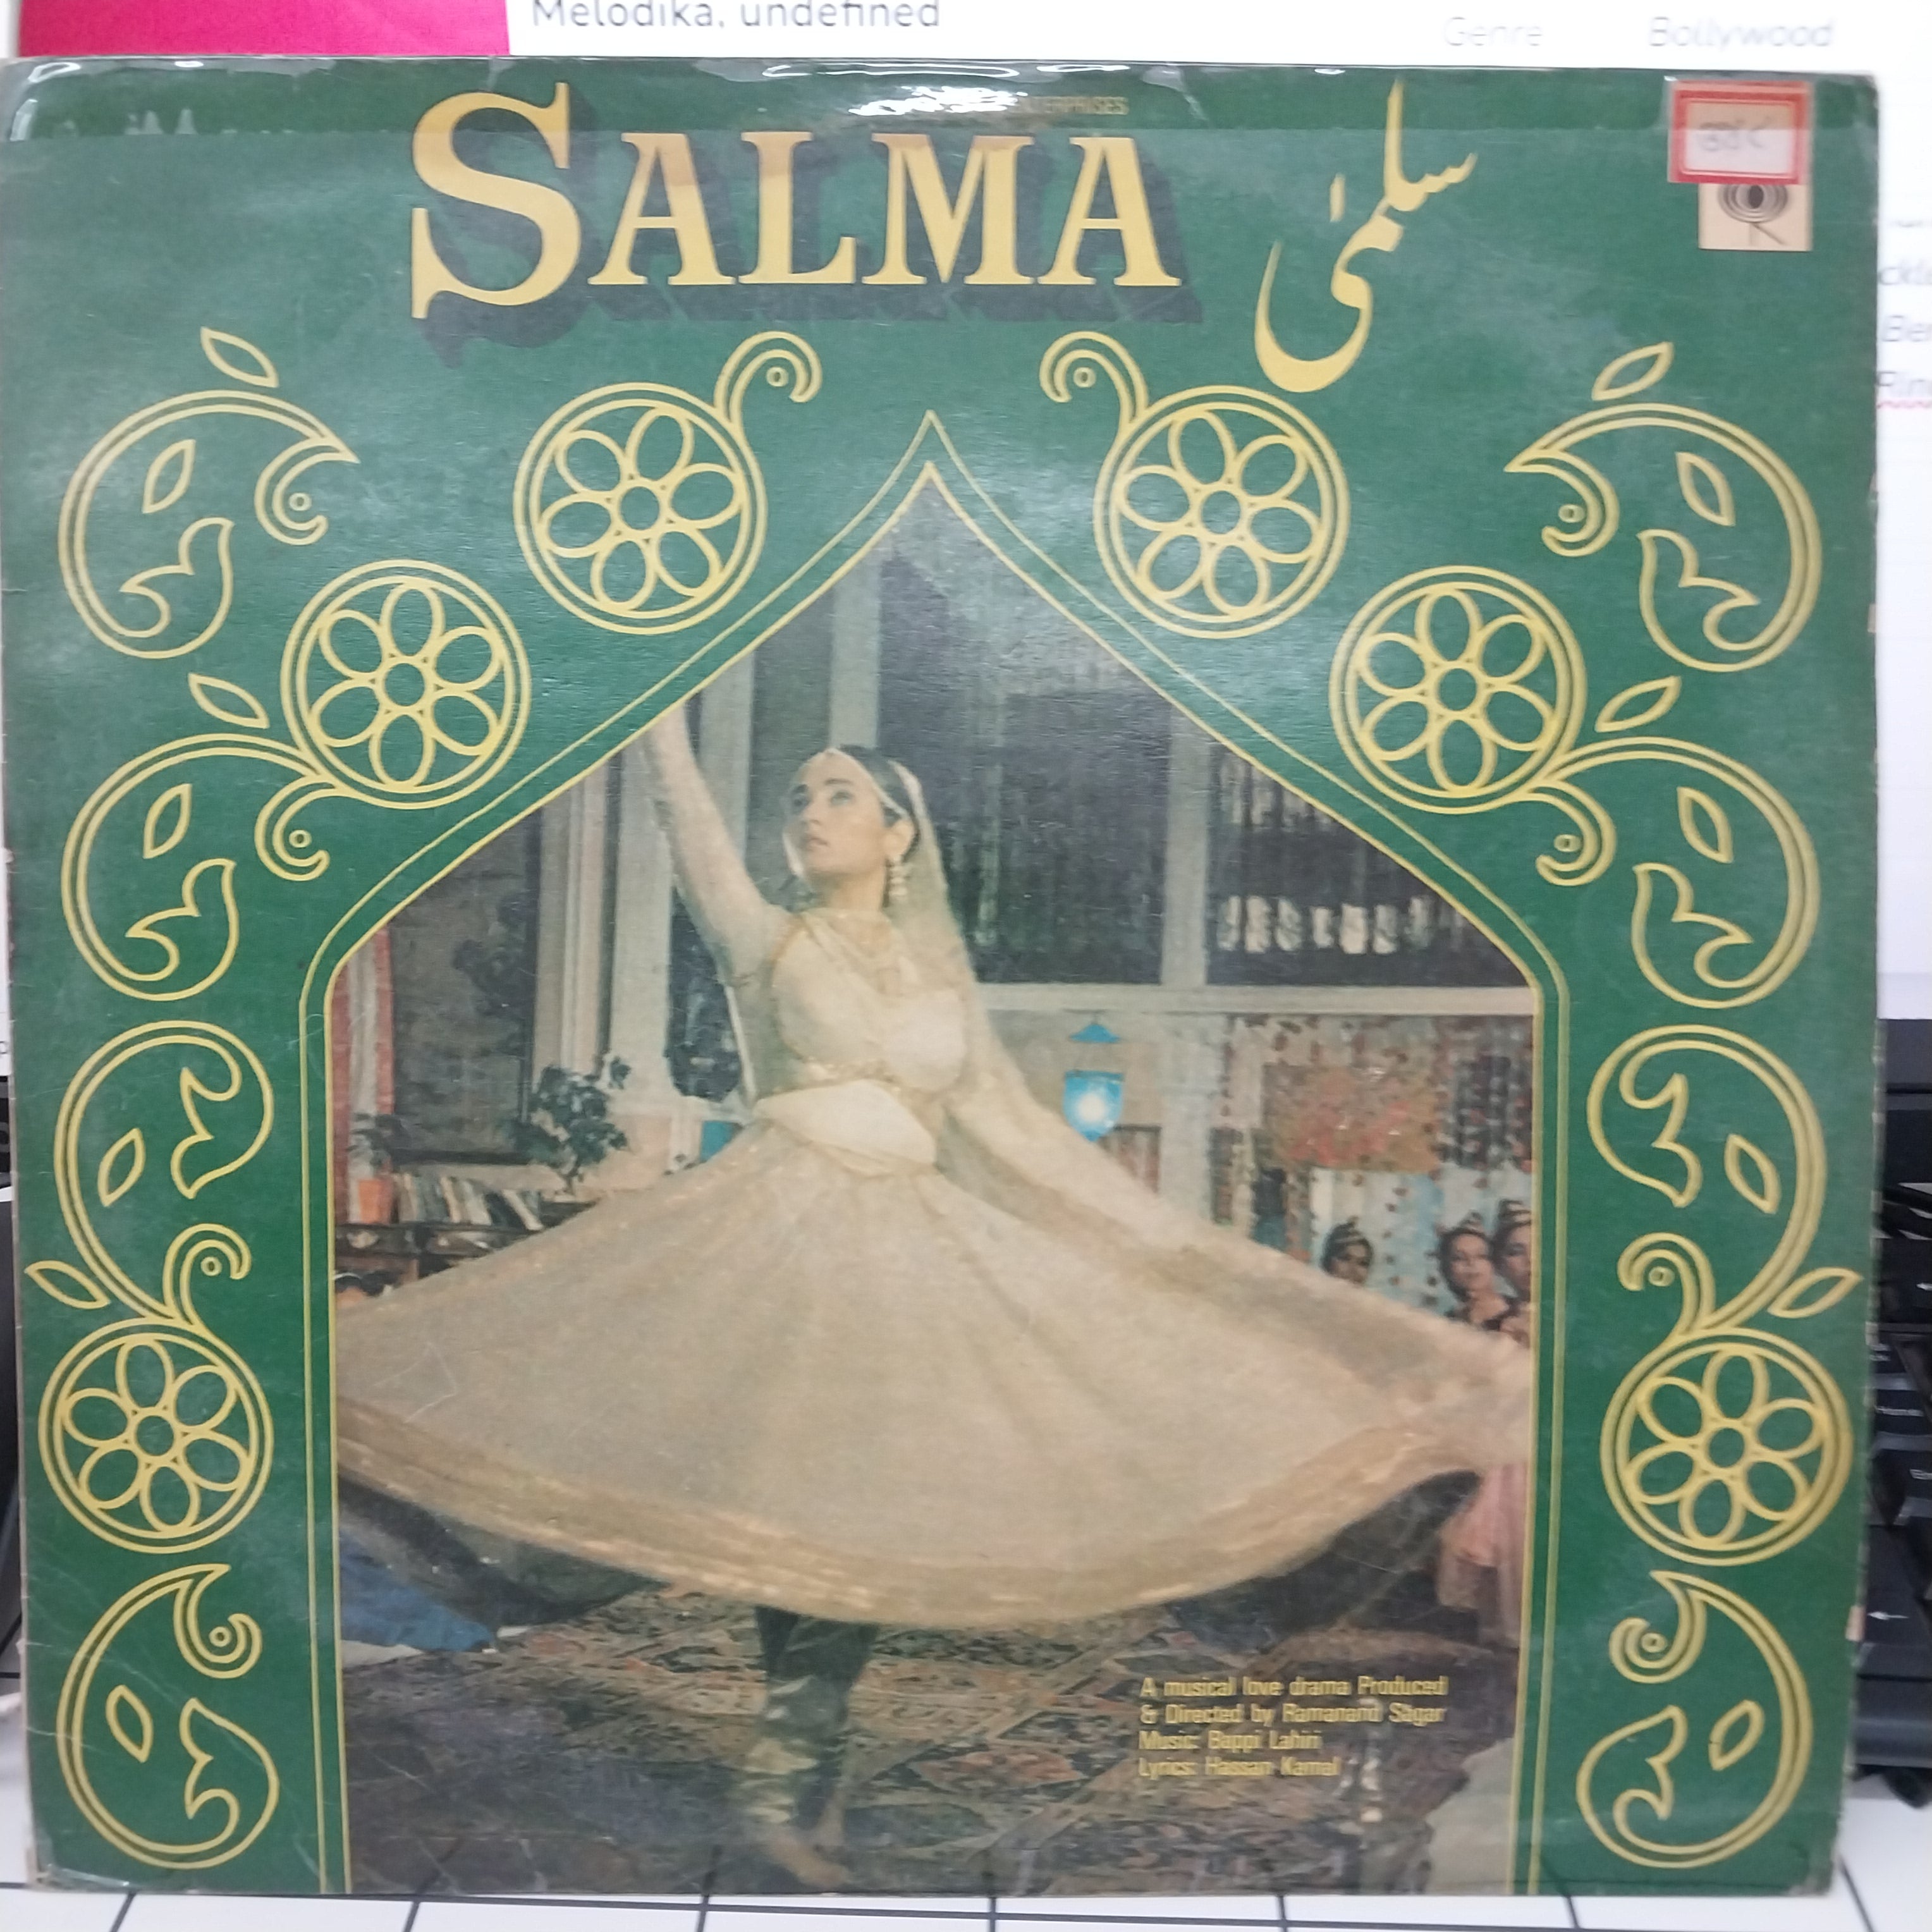 Melodika, undefined
Genre
Bollywood
ENTERPRISES
SALMA
سلمیٰ
A musical love drama Produced
& Directed by Ramanand Sagar
Music: Bappi Lahiri
Lyrics: Hassan Kamal